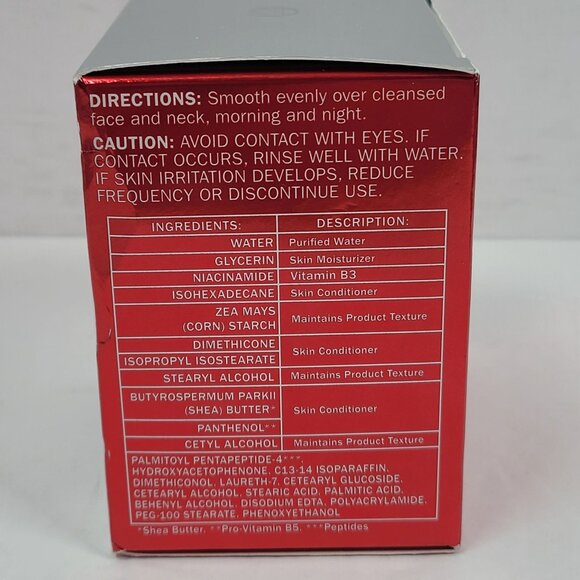 DIRECTIONS: Smooth evenly over cleansed
face and neck, morning and night.
CAUTION: AVOID CONTACT WITH EYES. IF
CONTACT OCCURS, RINSE WELL WITH WATER.
IF SKIN IRRITATION DEVELOPS, REDUCE
FREQUENCY OR DISCONTINUE USE.
INGREDIENTS: DESCRIPTION:
WATER Purified Water
GLYCERIN Skin Moisturizer
NIACINAMIDE Vitamin B3
ISOHEXADECANE Skin Conditioner
ZEA MAYS
(CORN) STARCH Maintains Product Texture
DIMETHICONE
ISOPROPYL ISOSTEARATE Skin Conditioner
STEARYL ALCOHOL Maintains Product Texture
BUTYROSPERMUM PARKII
(SHEA) BUTTER* Skin Conditioner
PANTHENOL**
CETYL ALCOHOL Maintains Product Texture
PALMITOYL PENTAPEPTIDE-4***,
HYDROXYACETOPHENONE, C13-14 ISOPARAFFIN,
DIMETHICONOL, LAURETH-7, CETEARYL GLUCOSIDE,
CETEARYL ALCOHOL, STEARIC ACID, PALMITIC ACID,
BEHENYL ALCOHOL, DISODIUM EDTA, POLYACRYLAMIDE,
PEG-100 STEARATE, PHENOXYETHANOL
*Shea Butter. **Pro-Vitamin B5. ***Peptides